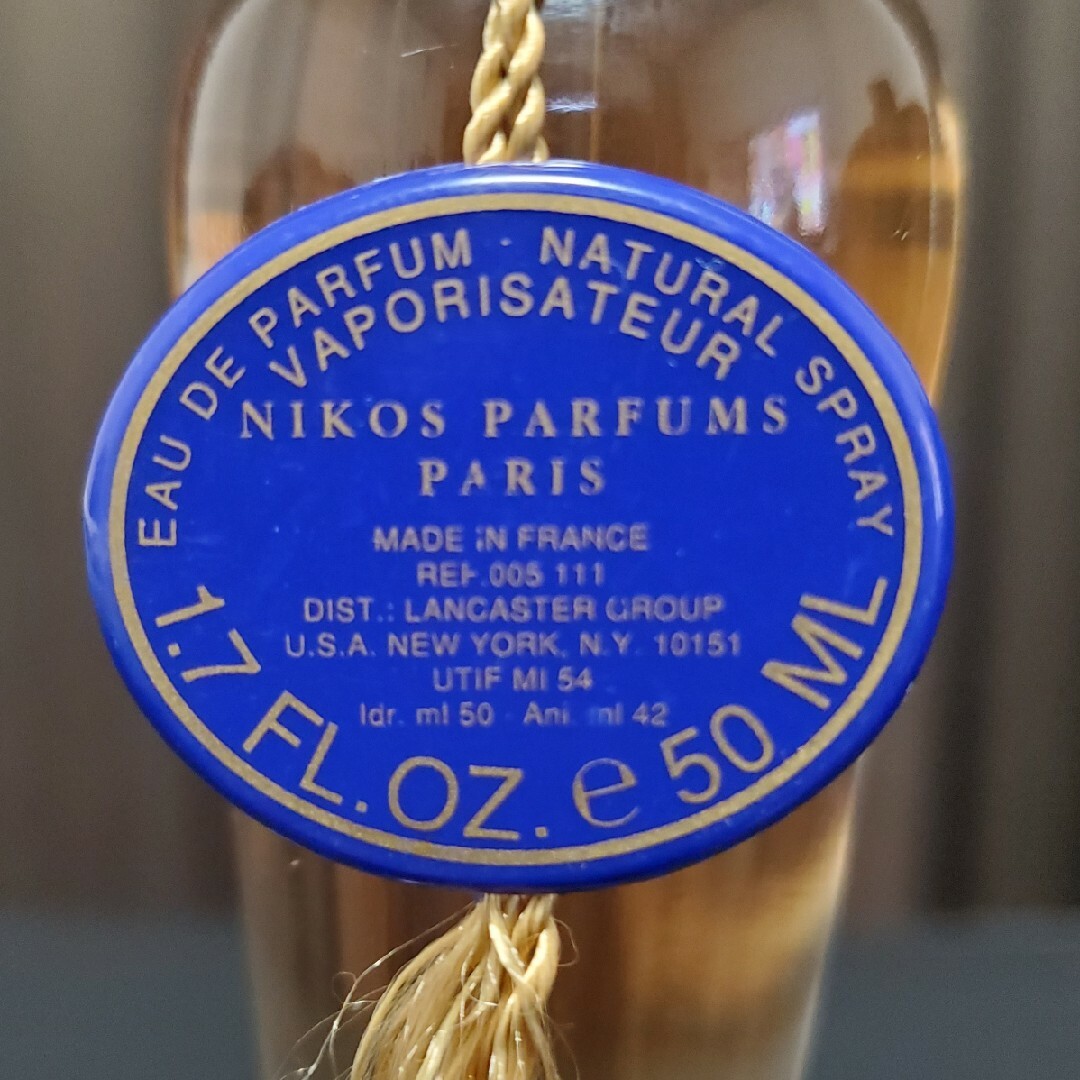 EAU DE PARFUM · NATURAL SPRAY
VAPORISATEUR
NIKOS PARFUMS
PARIS
MADE IN FRANCE
REF.005 111
DIST.: LANCASTER GROUP
U.S.A. NEW YORK, N.Y. 10151
UTIF MI 54
Idr. ml 50 - Ani. ml 42
1.7 FL.OZ. e 50 ML